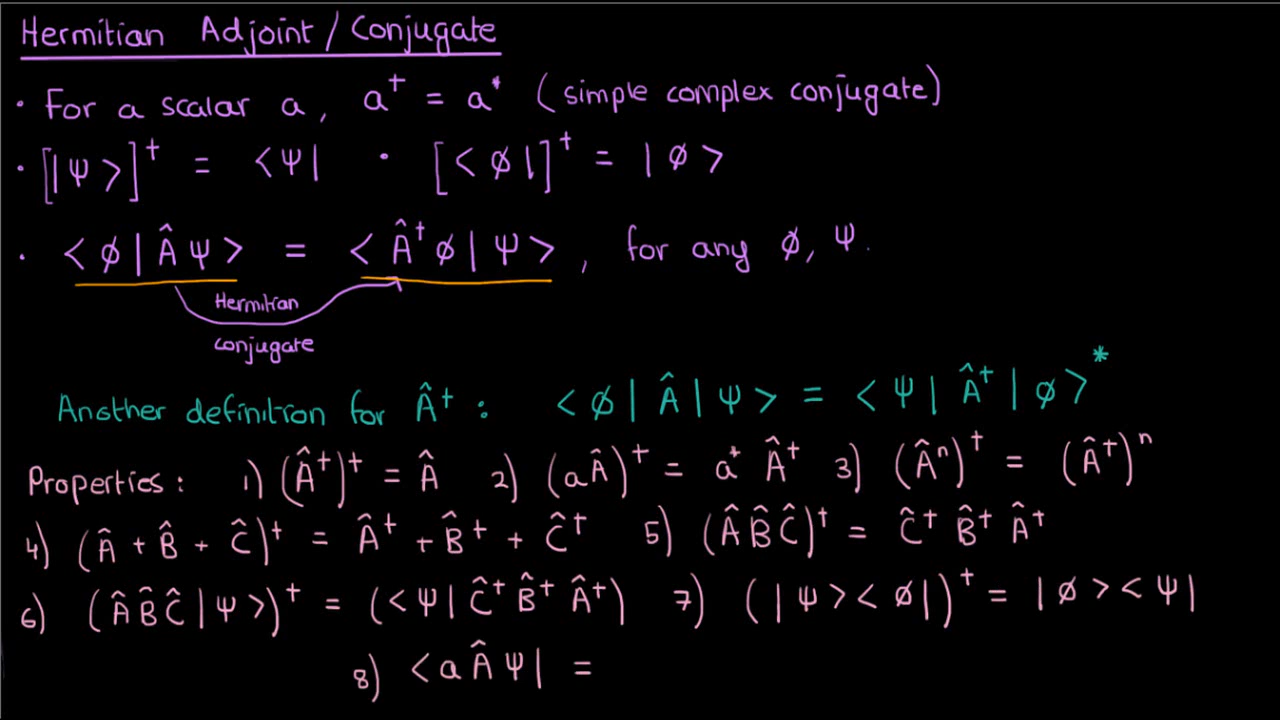 Hermitian Adjoint / Conjugate
• For a scalar a, a† = a* (simple complex conjugate)
• [|Ψ>]† = <Ψ| • [<φ|]† = |φ>
• <φ|ÂΨ> = <†φ|Ψ>, for any φ, Ψ.
Hermitian
conjugate
Another definition for †: <φ|Â|Ψ> = <Ψ|†|φ>*
Properties: 1) (†)† =  2) (aÂ)† = a* † 3) (Âⁿ)† = (†)ⁿ
4) (Â + B̂ + Ĉ)† = † + B̂† + Ĉ† 5) (ÂB̂Ĉ)† = Ĉ† B̂† †
6) (ÂB̂Ĉ|Ψ>)† = (<Ψ|Ĉ† B̂† †) 7) (|Ψ><φ|)† = |φ><Ψ|
8) <aÂΨ| =